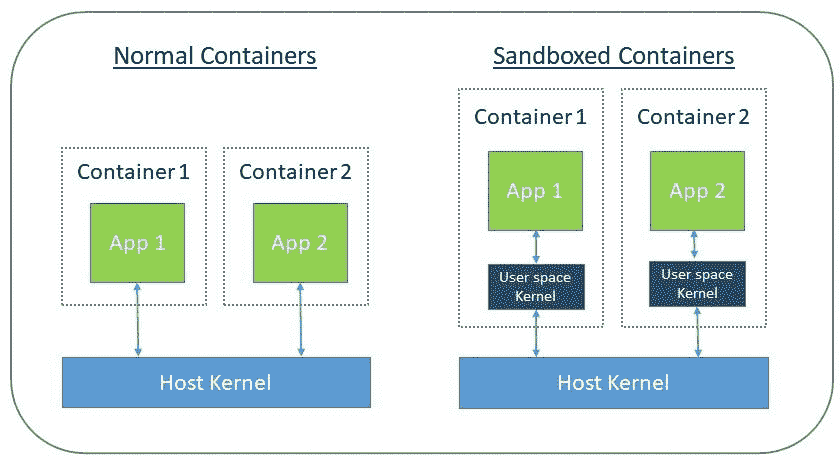 Normal Containers
Container 1
Container 2
App 1
App 2
Host Kernel
Sandboxed Containers
Container 1
Container 2
App 1
App 2
User space
Kernel
User space
Kernel
Host Kernel